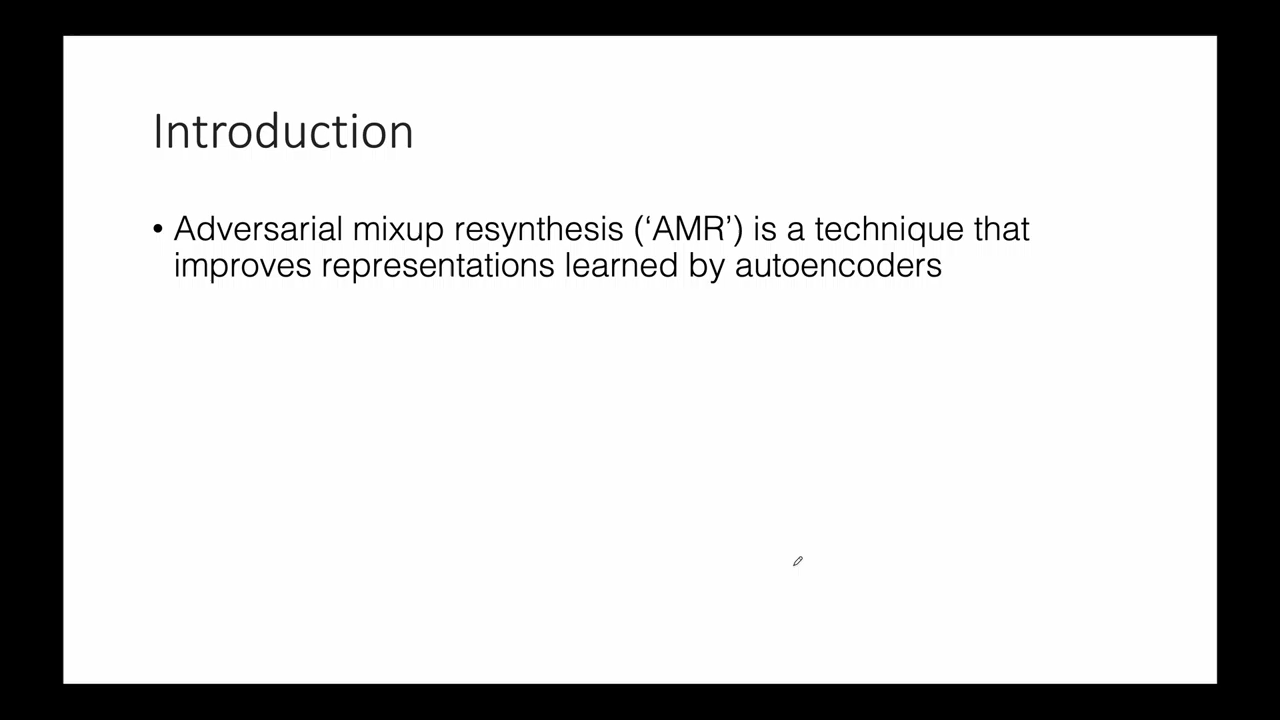 Introduction
• Adversarial mixup resynthesis (‘AMR’) is a technique that
improves representations learned by autoencoders